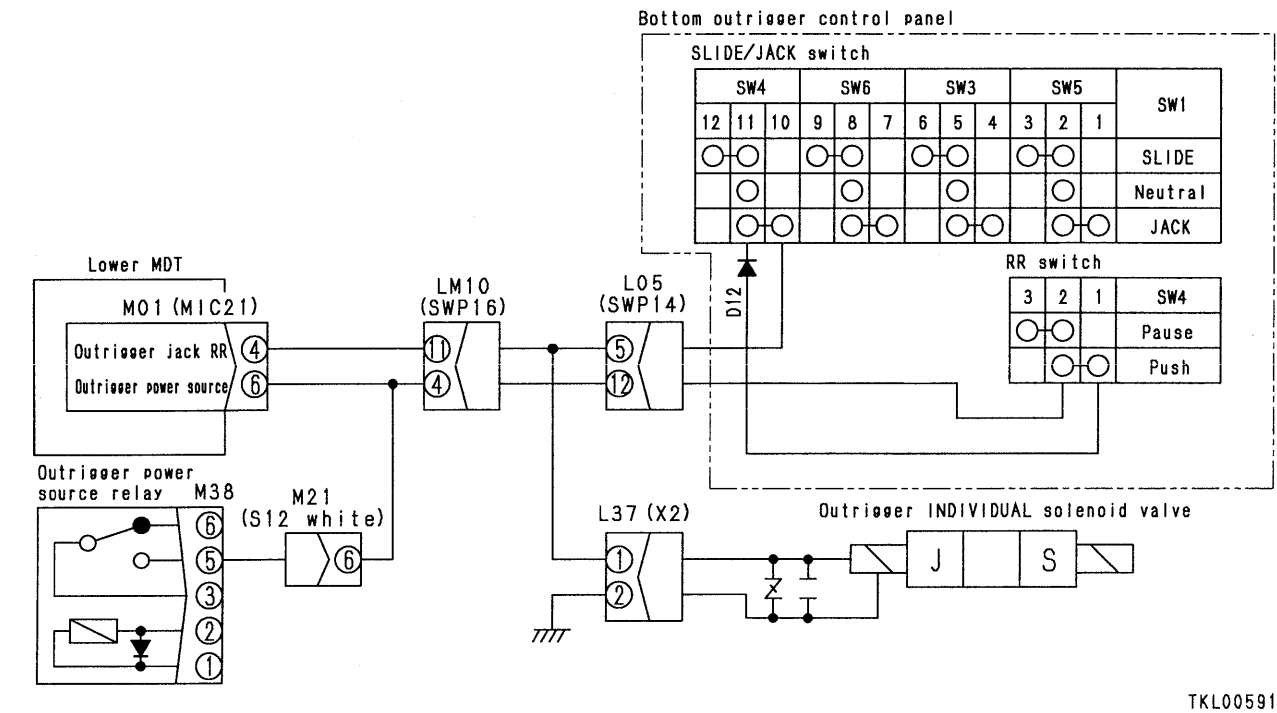 Bottom outrigger control panel
SLIDE/JACK switch
SW4 SW6 SW3 SW5 SW1
12 11 10 9 8 7 6 5 4 3 2 1
SLIDE
Neutral
JACK
RR switch
3 2 1 SW4
Pause
Push
D12
Lower MDT
M01 (MIC21)
Outrigger jack RR 4
Outrigger power source 6
LM10
(SWP16)
11
4
L05
(SWP14)
5
12
Outrigger power
source relay M38
6
5
3
2
1
M21
(S12 white)
6
L37 (X2)
1
2
Outrigger INDIVIDUAL solenoid valve
J S
TKL00591